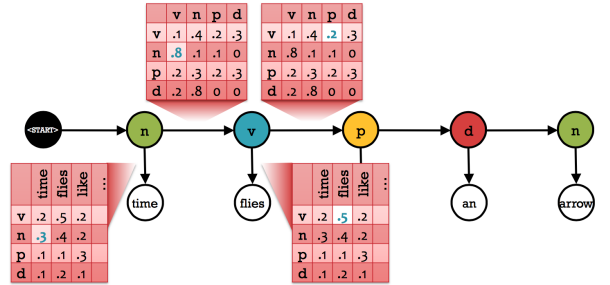 v n p d
v .1 .4 .2 .3
n .8 .1 .1 0
p .2 .3 .2 .3
d .2 .8 0 0
v n p d
v .1 .4 .2 .3
n .8 .1 .1 0
p .2 .3 .2 .3
d .2 .8 0 0
<START> n v p d n
time flies an arrow
time flies like ...
v .2 .5 .2
n .3 .4 .2
p .1 .1 .3
d .1 .2 .1
time flies like ...
v .2 .5 .2
n .3 .4 .2
p .1 .1 .3
d .1 .2 .1